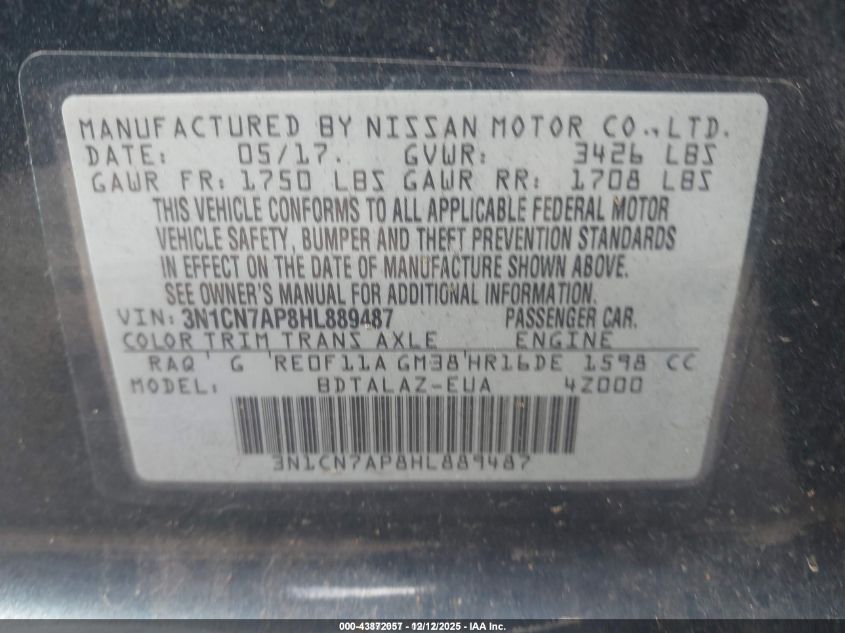 MANUFACTURED BY NISSAN MOTOR CO.,LTD.
DATE: 05/17. GVWR: 3426 LBS
GAWR FR: 1750 LBS GAWR RR: 1708 LBS
THIS VEHICLE CONFORMS TO ALL APPLICABLE FEDERAL MOTOR
VEHICLE SAFETY, BUMPER AND THEFT PREVENTION STANDARDS
IN EFFECT ON THE DATE OF MANUFACTURE SHOWN ABOVE.
SEE OWNER'S MANUAL FOR ADDITIONAL INFORMATION.
VIN: 3N1CN7AP8HL889487 PASSENGER CAR.
COLOR TRIM TRANS AXLE ENGINE
RAQ ' G 'RE0F11A GM38'HR16DE 1598 CC
MODEL: BDTALAZ-EUA 4Z000
3N1CN7AP8HL889487
000-43872057 - 12/12/2025 - IAA Inc.